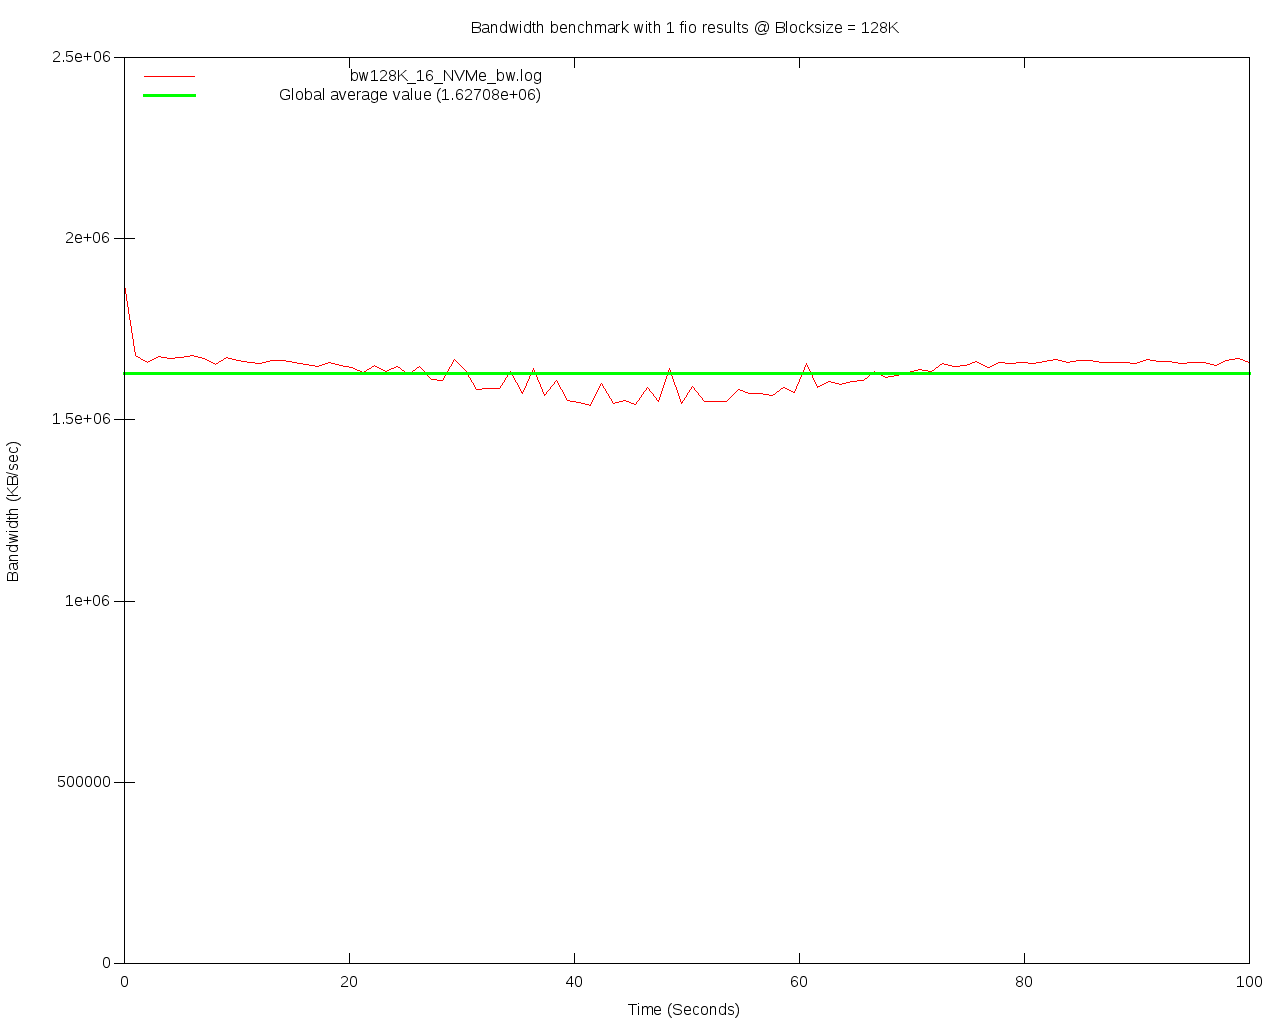 Bandwidth benchmark with 1 fio results @ Blocksize = 128K
2.5e+06
bw128K_16_NVMe_bw.log
Global average value (1.62708e+06)
2e+06
1.5e+06
Bandwidth (KB/sec)
1e+06
500000
0
0 20 40 60 80 100
Time (Seconds)